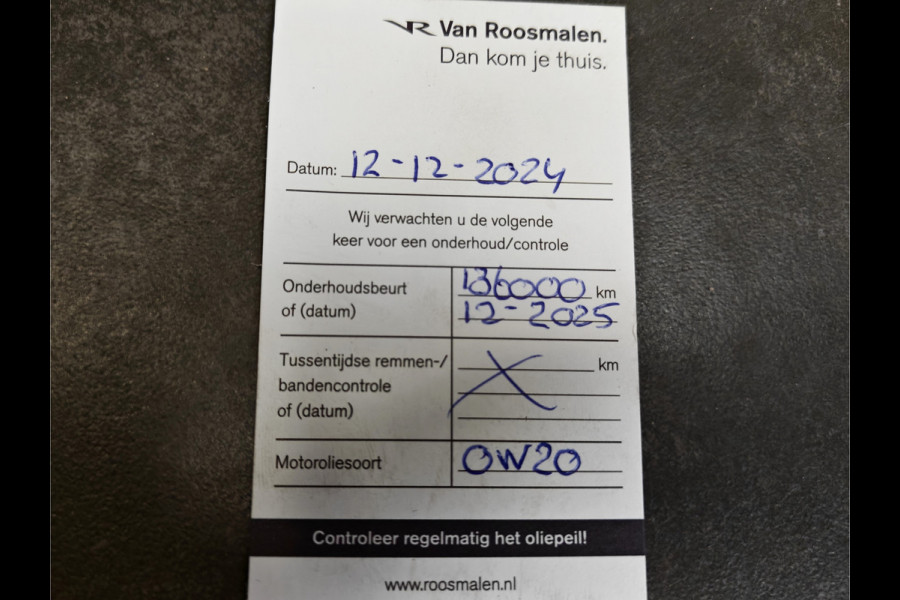 VR Van Roosmalen.
Dan kom je thuis.
Datum: 12-12-2024
Wij verwachten u de volgende
keer voor een onderhoud/controle
Onderhoudsbeurt 136000 km
of (datum) 12-2025
Tussentijdse remmen-/ km
bandencontrole
of (datum)
Motoroliesoort 0W20
Controleer regelmatig het oliepeil!
www.roosmalen.nl